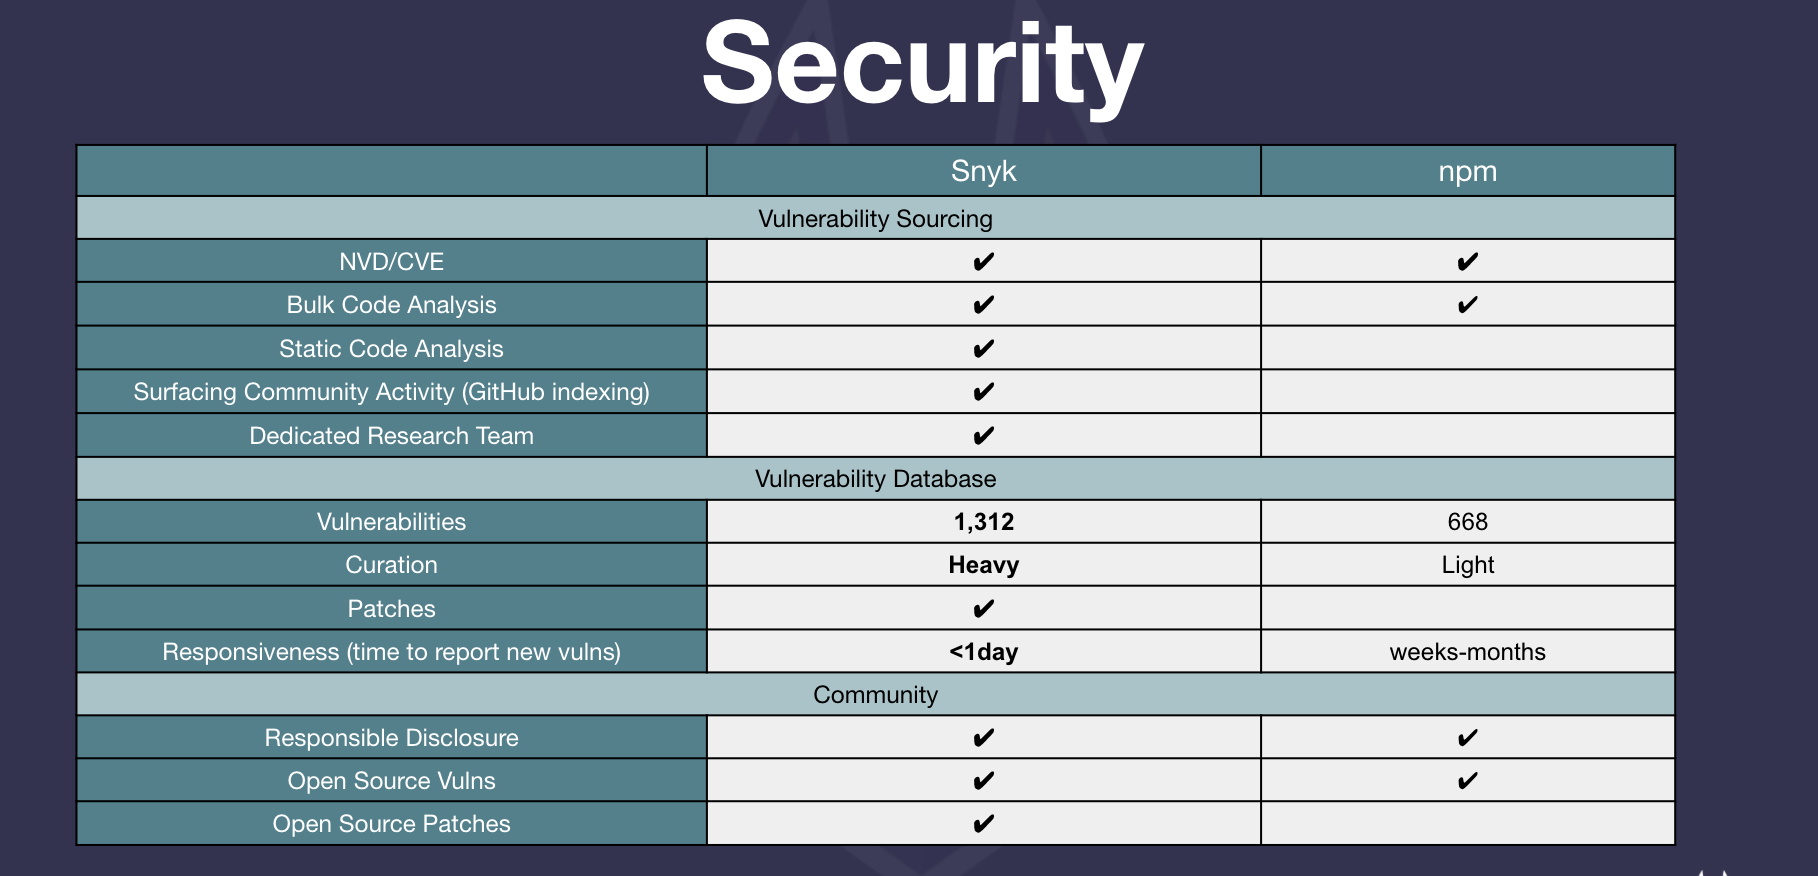 Security
Snyk npm
Vulnerability Sourcing
NVD/CVE ✔ ✔
Bulk Code Analysis ✔ ✔
Static Code Analysis ✔
Surfacing Community Activity (GitHub indexing) ✔
Dedicated Research Team ✔
Vulnerability Database
Vulnerabilities 1,312 668
Curation Heavy Light
Patches ✔
Responsiveness (time to report new vulns) <1day weeks-months
Community
Responsible Disclosure ✔ ✔
Open Source Vulns ✔ ✔
Open Source Patches ✔